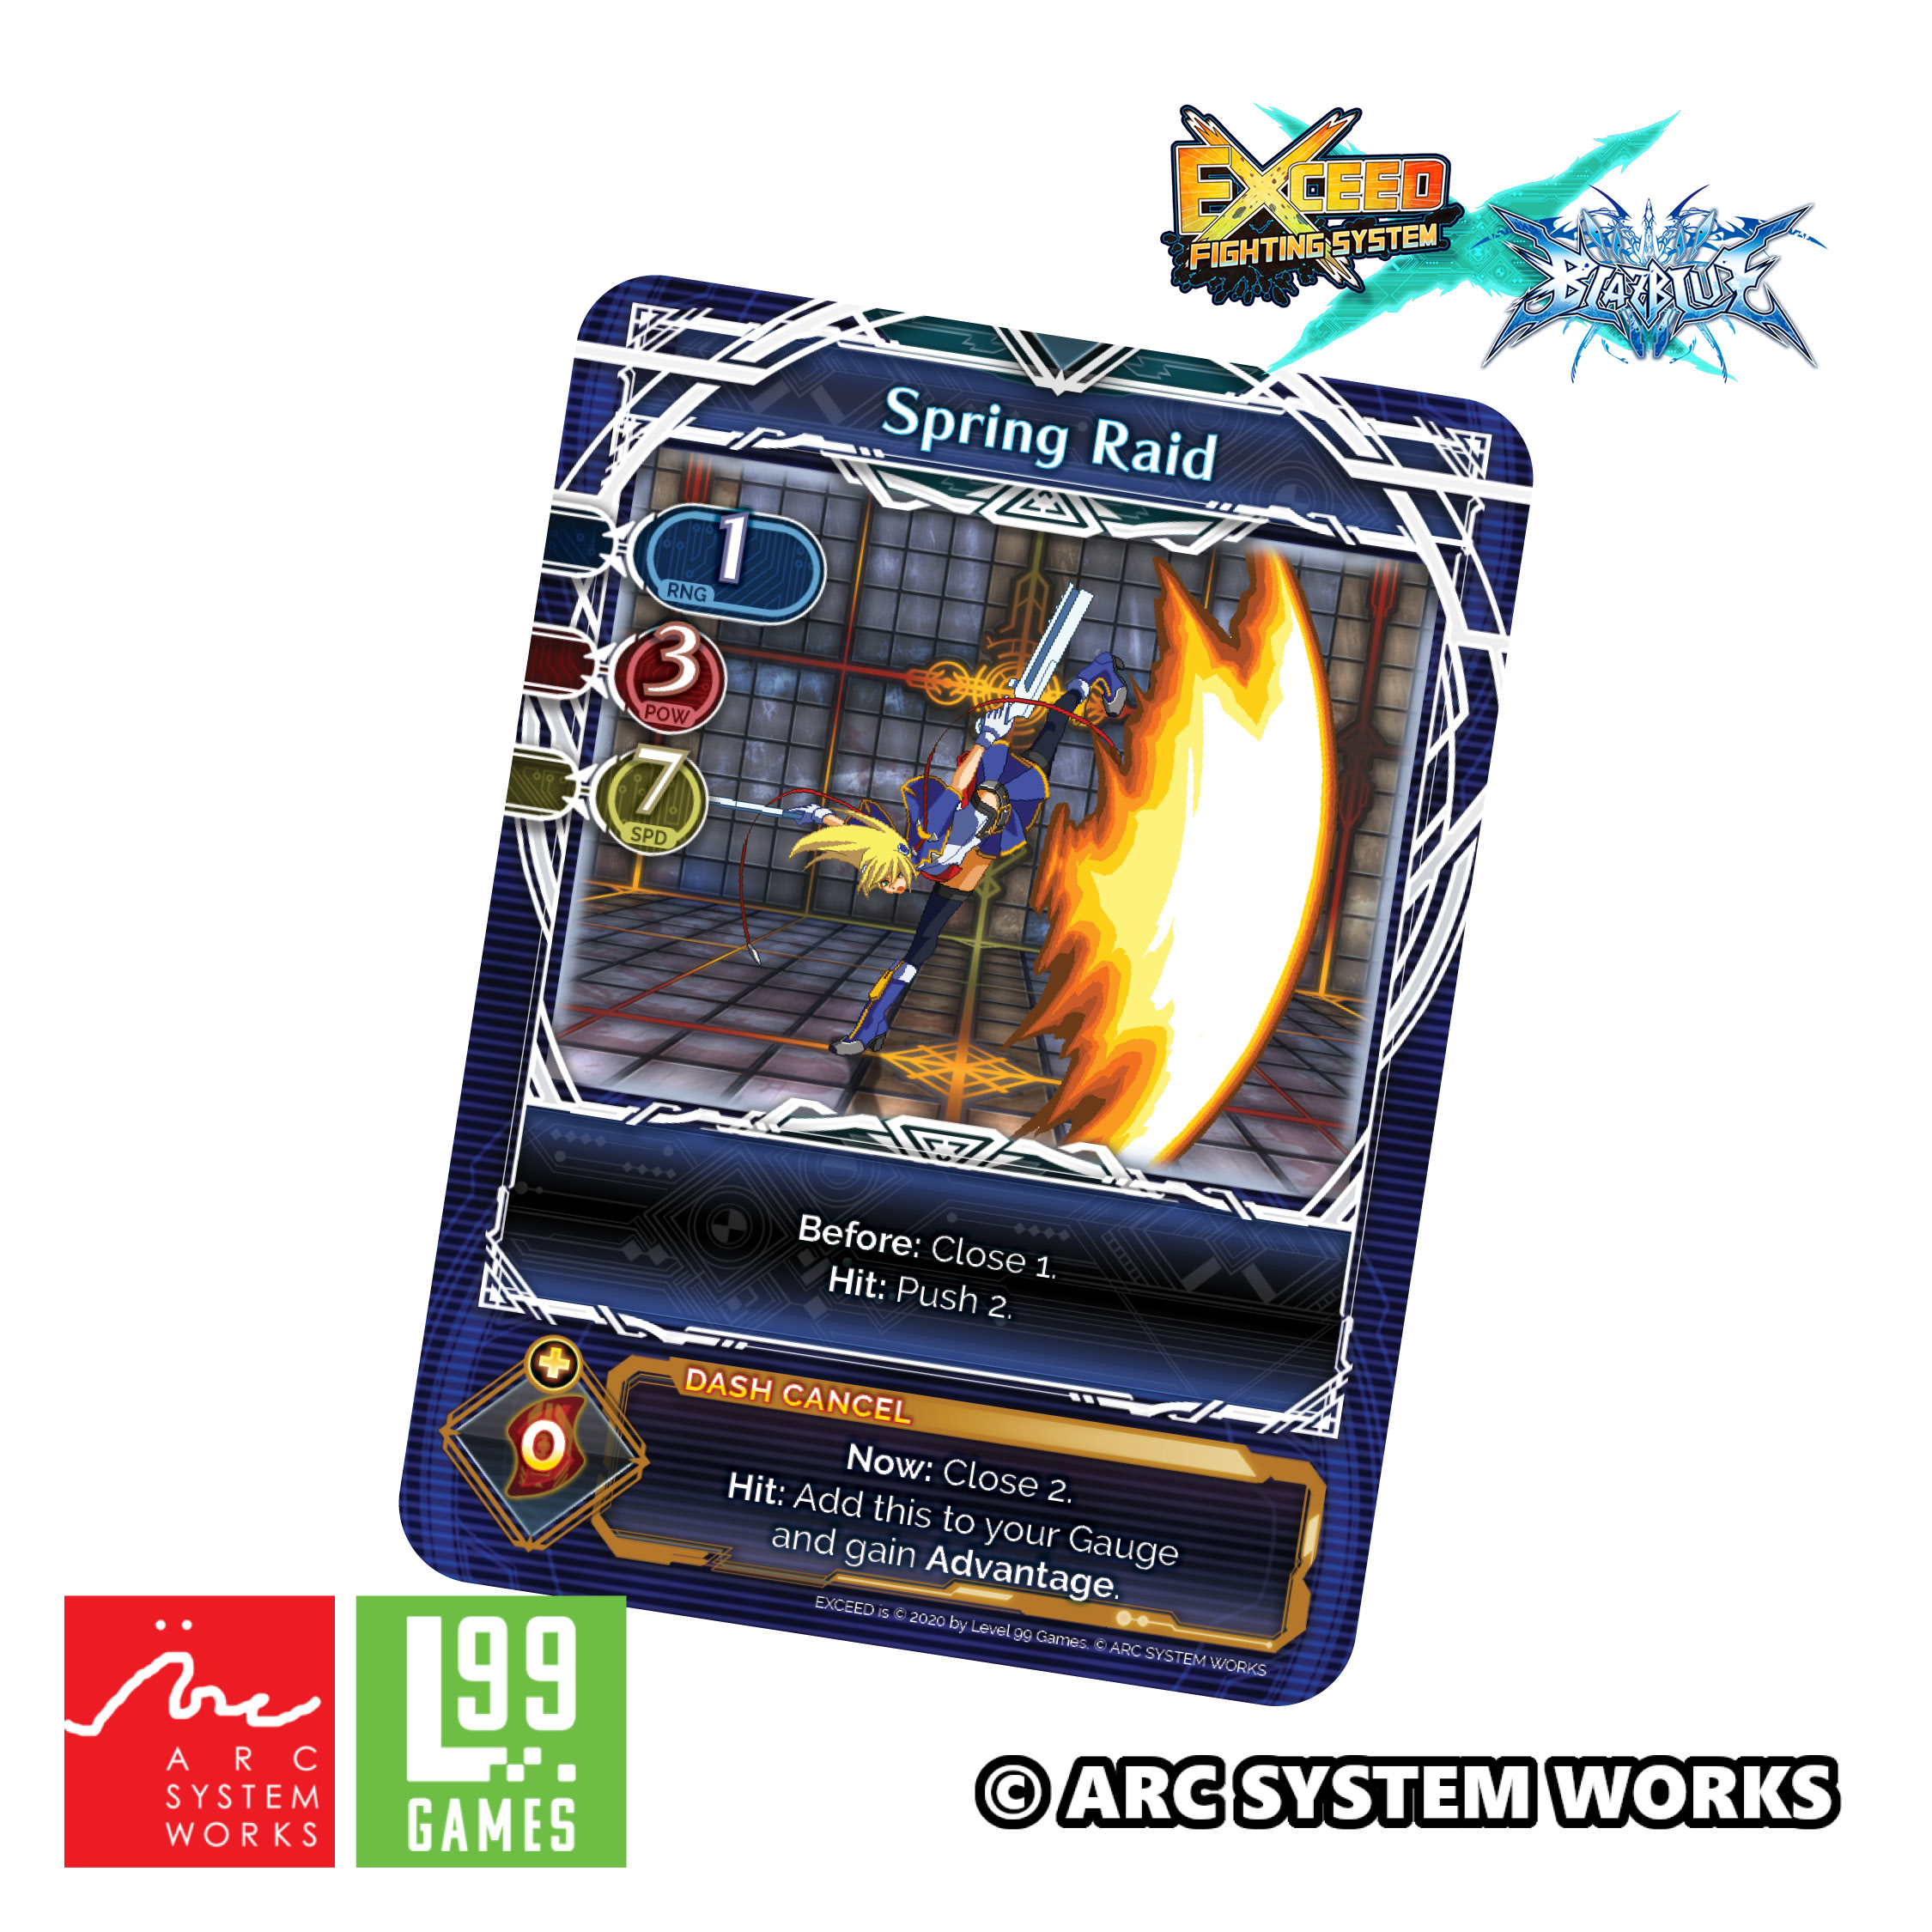 EXCEED
FIGHTING SYSTEM
BLAZBLUE
Spring Raid
1
RNG
3
POW
7
SPD
Before: Close 1.
Hit: Push 2.
+
0
DASH CANCEL
Now: Close 2.
Hit: Add this to your Gauge
and gain Advantage.
EXCEED is © 2020 by Level 99 Games. © ARC SYSTEM WORKS
Arc
ARC
SYSTEM
WORKS
L99
GAMES
© ARC SYSTEM WORKS